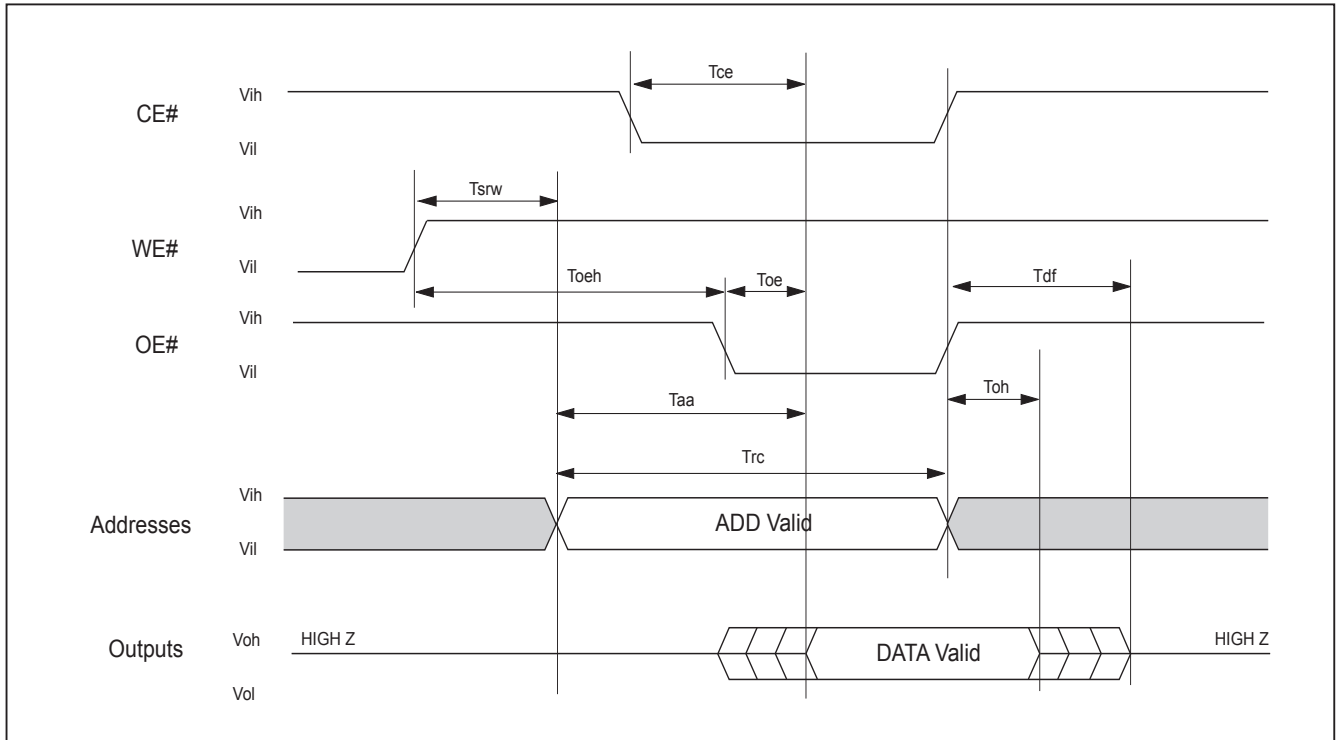 Tce
Vih
CE#
Vil
Tsrw
Vih
WE#
Vil
Toeh
Toe
Tdf
Vih
OE#
Vil
Taa
Toh
Trc
Vih
Addresses
ADD Valid
Vil
Outputs
Voh
HIGH Z
DATA Valid
HIGH Z
Vol